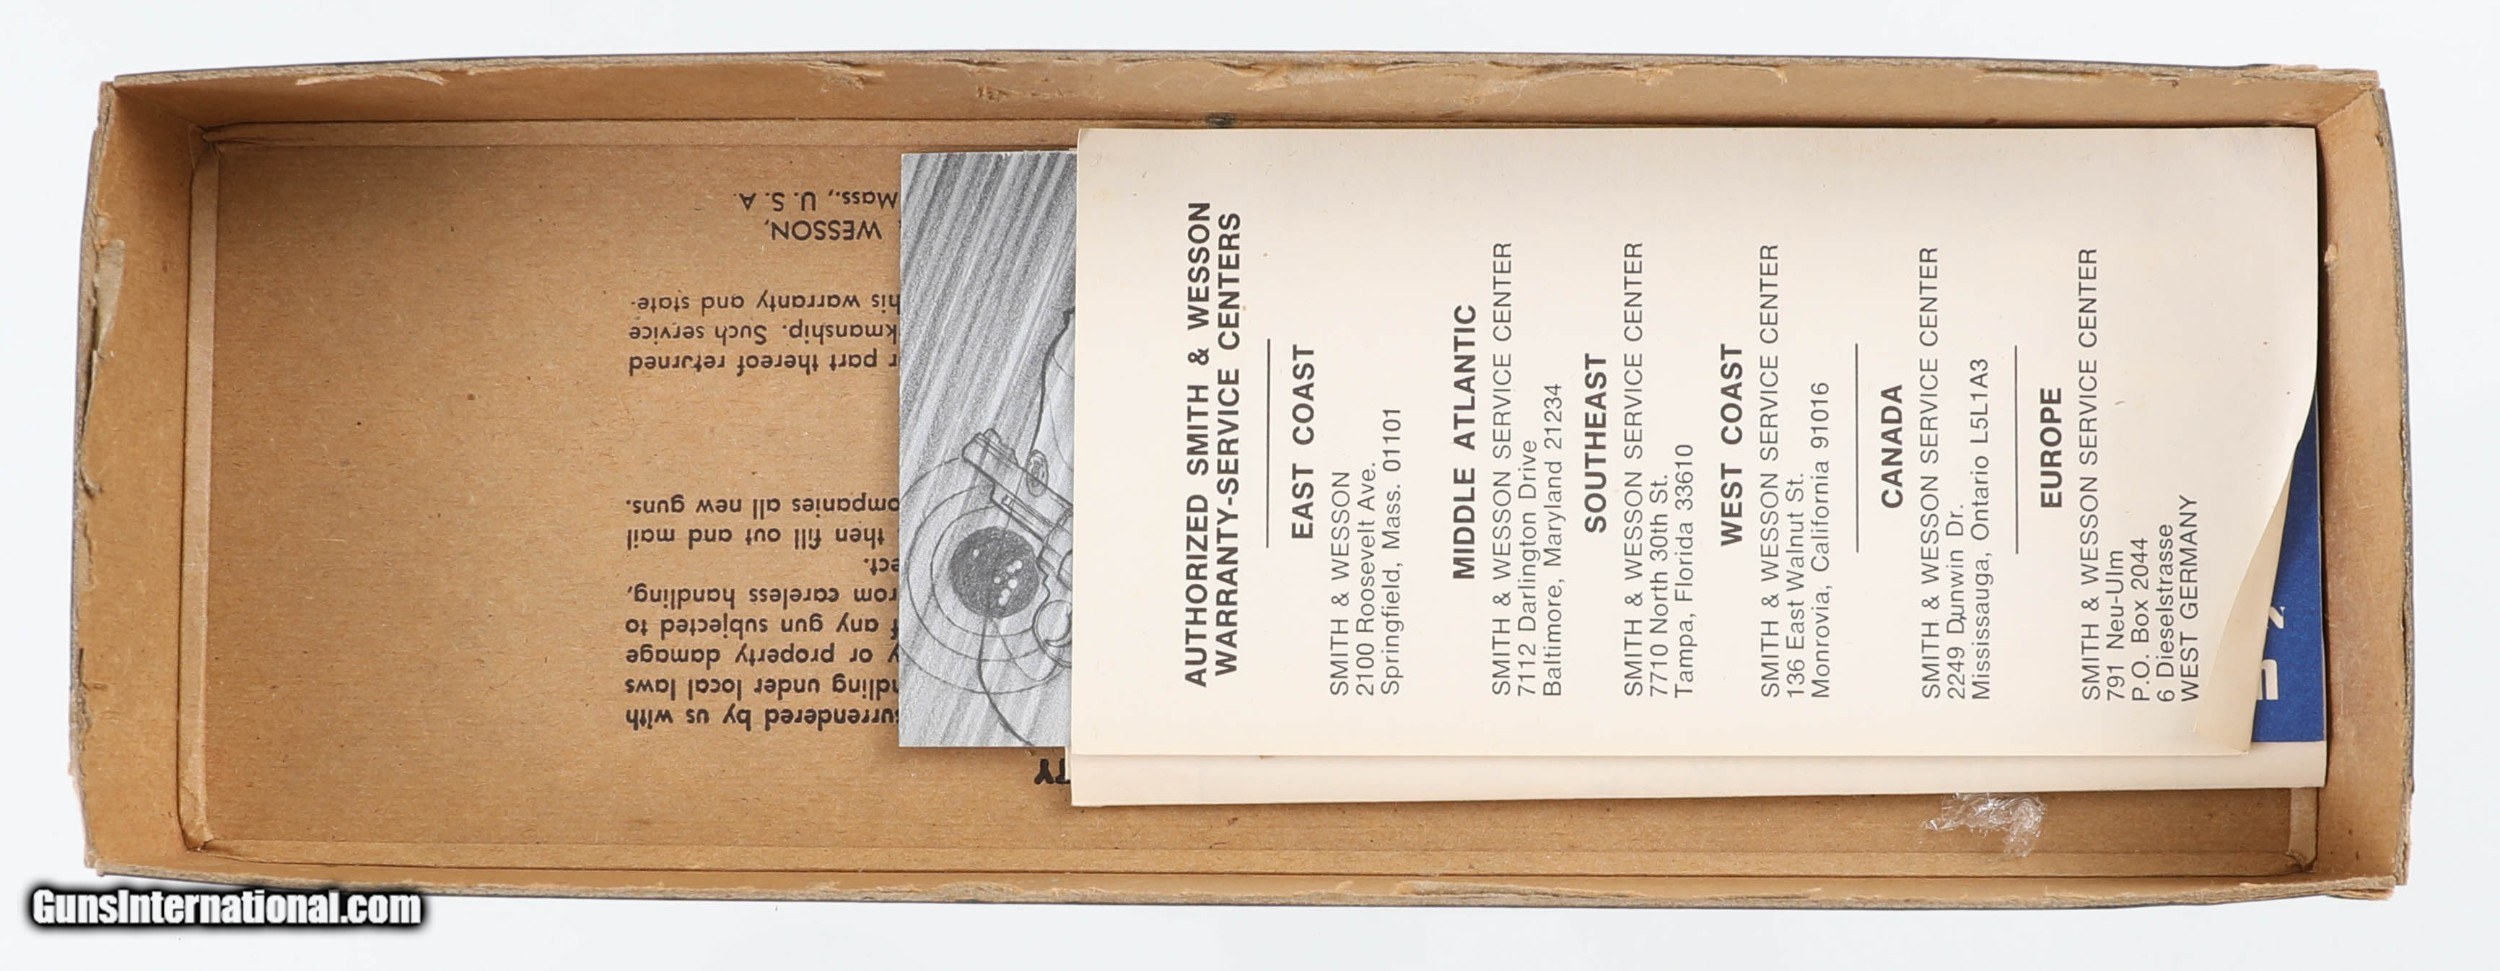 AUTHORIZED SMITH & WESSON
WARRANTY-SERVICE CENTERS
EAST COAST
SMITH & WESSON
2100 Roosevelt Ave.
Springfield, Mass. 01101
MIDDLE ATLANTIC
SMITH & WESSON SERVICE CENTER
7112 Darlington Drive
Baltimore, Maryland 21234
SOUTHEAST
SMITH & WESSON SERVICE CENTER
7710 North 30th St.
Tampa, Florida 33610
WEST COAST
SMITH & WESSON SERVICE CENTER
136 East Walnut St.
Monrovia, California 91016
CANADA
SMITH & WESSON SERVICE CENTER
2249 Dunwin Dr.
Mississauga, Ontario L5L1A3
EUROPE
SMITH & WESSON SERVICE CENTER
791 Neu-Ulm
P.O. Box 2044
6 Dieselstrasse
WEST GERMANY
TY
surrendered by us with
ndling under local laws
y or property damage
f any gun subjected to
rom careless handling,
ect.
then fill out and mail
ompanies all new guns.
r part thereof returned
kmanship. Such service
his warranty and state-
WESSON,
Mass., U. S. A.
GunsInternational.com